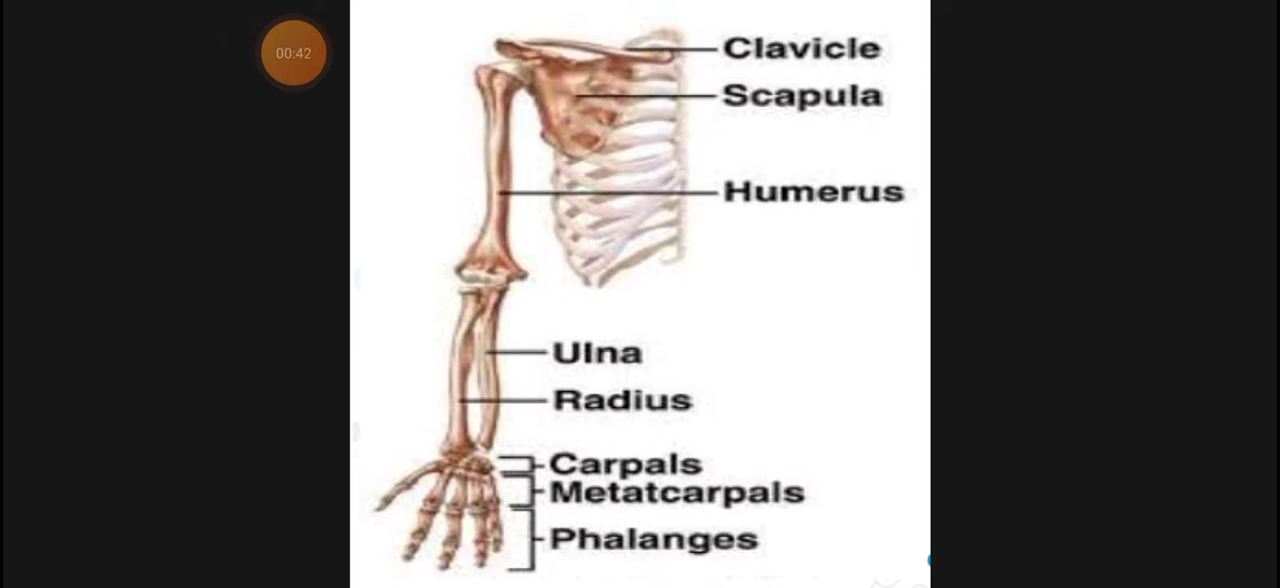 00:42
Clavicle
Scapula
Humerus
Ulna
Radius
Carpals
Metatcarpals
Phalanges